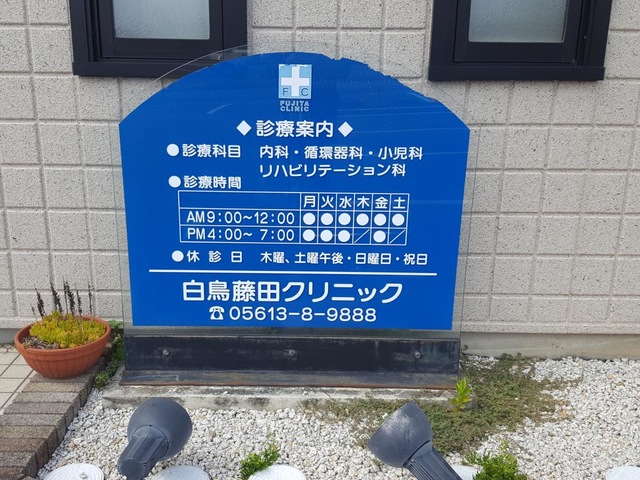 F C
FUJITA
CLINIC
◆診療案内◆
●診療科目 内科・循環器科・小児科
リハビリテーション科
●診療時間
月 火 水 木 金 土
AM9:00~12:00 ● ● ● ● ● ●
PM4:00~ 7:00 ● ● ● / ● /
●休診日 木曜、土曜午後・日曜日・祝日
白鳥藤田クリニック
☎05613-8-9888